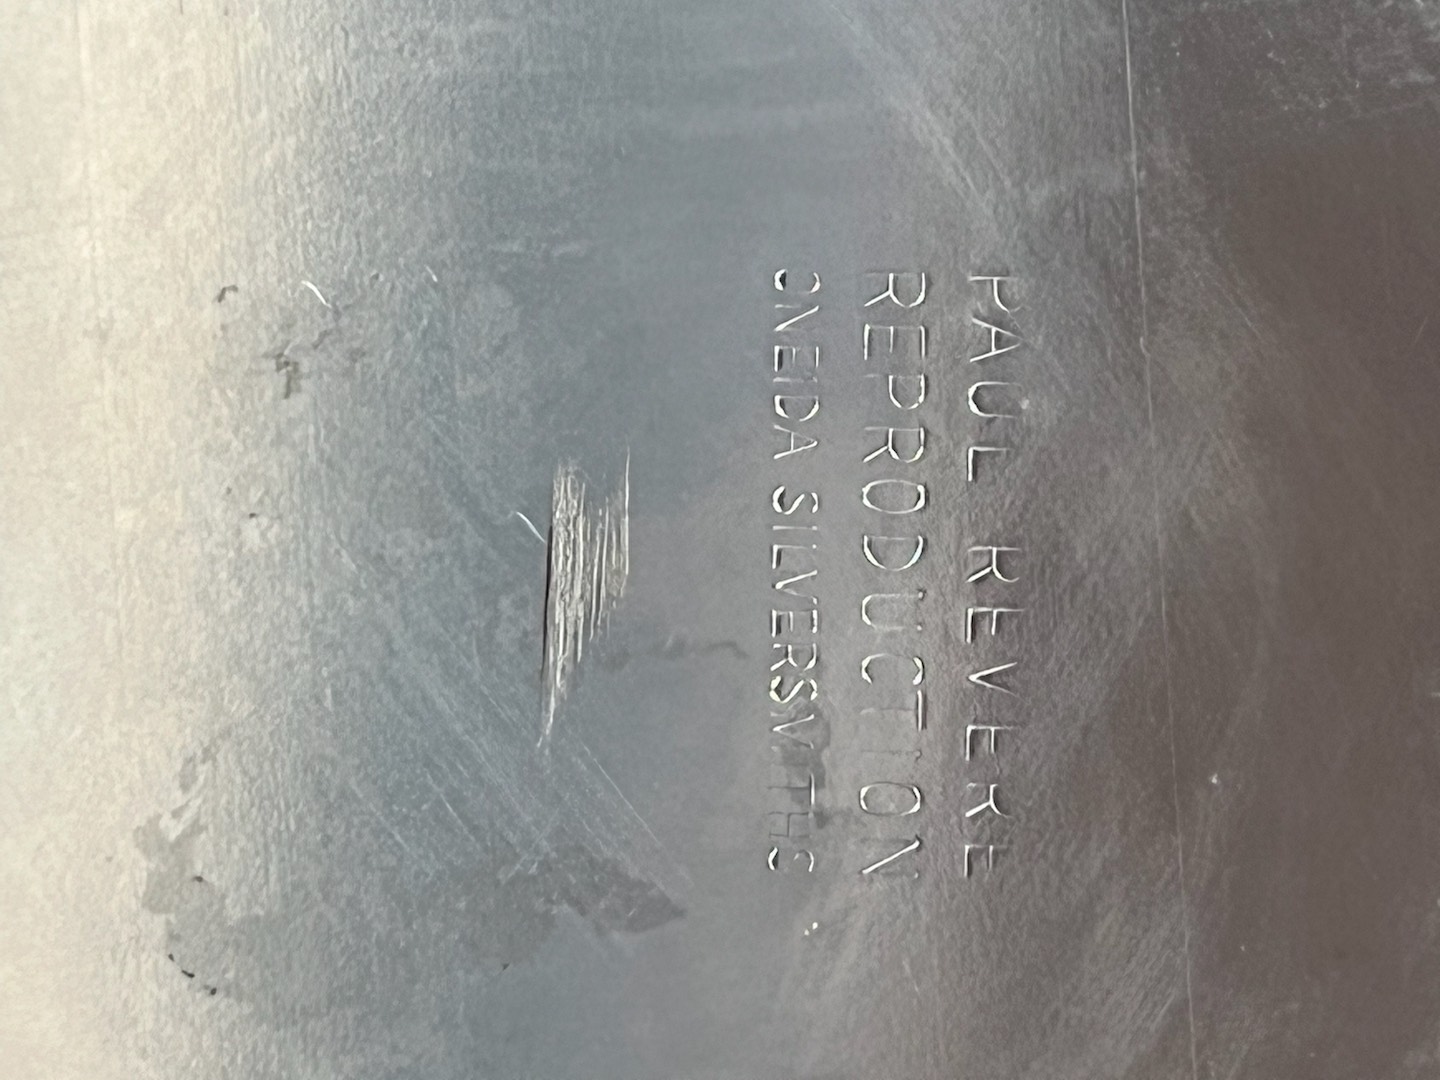 PAUL REVERE
REPRODUCTION
ONEIDA SILVERSMITHS